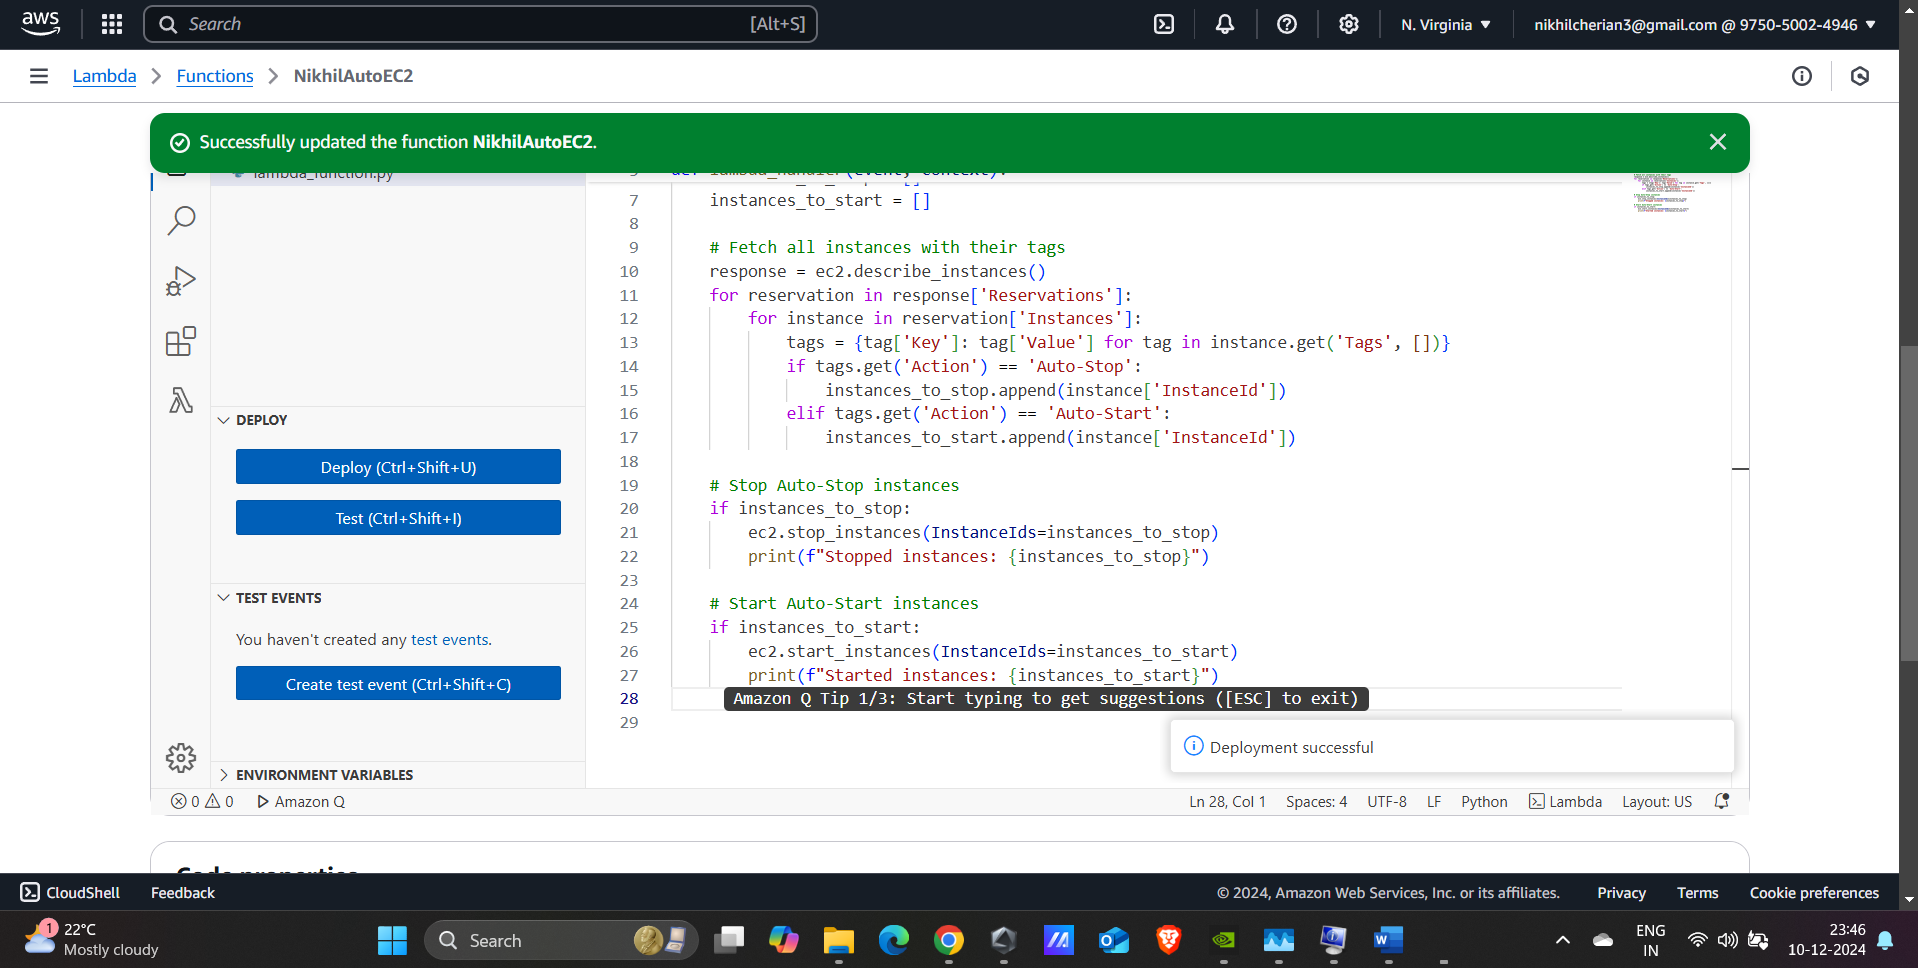 aws
Search [Alt+S]
N. Virginia
nikhilcherian3@gmail.com @ 9750-5002-4946
Lambda > Functions > NikhilAutoEC2
Successfully updated the function NikhilAutoEC2.
lambda_function.py
def lambda_handler(event, context):
7 instances_to_start = []
8
9 # Fetch all instances with their tags
10 response = ec2.describe_instances()
11 for reservation in response['Reservations']:
12 for instance in reservation['Instances']:
13 tags = {tag['Key']: tag['Value'] for tag in instance.get('Tags', [])}
14 if tags.get('Action') == 'Auto-Stop':
15 instances_to_stop.append(instance['InstanceId'])
16 elif tags.get('Action') == 'Auto-Start':
17 instances_to_start.append(instance['InstanceId'])
18
19 # Stop Auto-Stop instances
20 if instances_to_stop:
21 ec2.stop_instances(InstanceIds=instances_to_stop)
22 print(f"Stopped instances: {instances_to_stop}")
23
24 # Start Auto-Start instances
25 if instances_to_start:
26 ec2.start_instances(InstanceIds=instances_to_start)
27 print(f"Started instances: {instances_to_start}")
28 Amazon Q Tip 1/3: Start typing to get suggestions ([ESC] to exit)
29
DEPLOY
Deploy (Ctrl+Shift+U)
Test (Ctrl+Shift+I)
TEST EVENTS
You haven't created any test events.
Create test event (Ctrl+Shift+C)
ENVIRONMENT VARIABLES
Deployment successful
0 0 Amazon Q
Ln 28, Col 1 Spaces: 4 UTF-8 LF Python Lambda Layout: US
Code properties
CloudShell Feedback
© 2024, Amazon Web Services, Inc. or its affiliates. Privacy Terms Cookie preferences
1
22°C
Mostly cloudy
Search
ENG
IN
23:46
10-12-2024